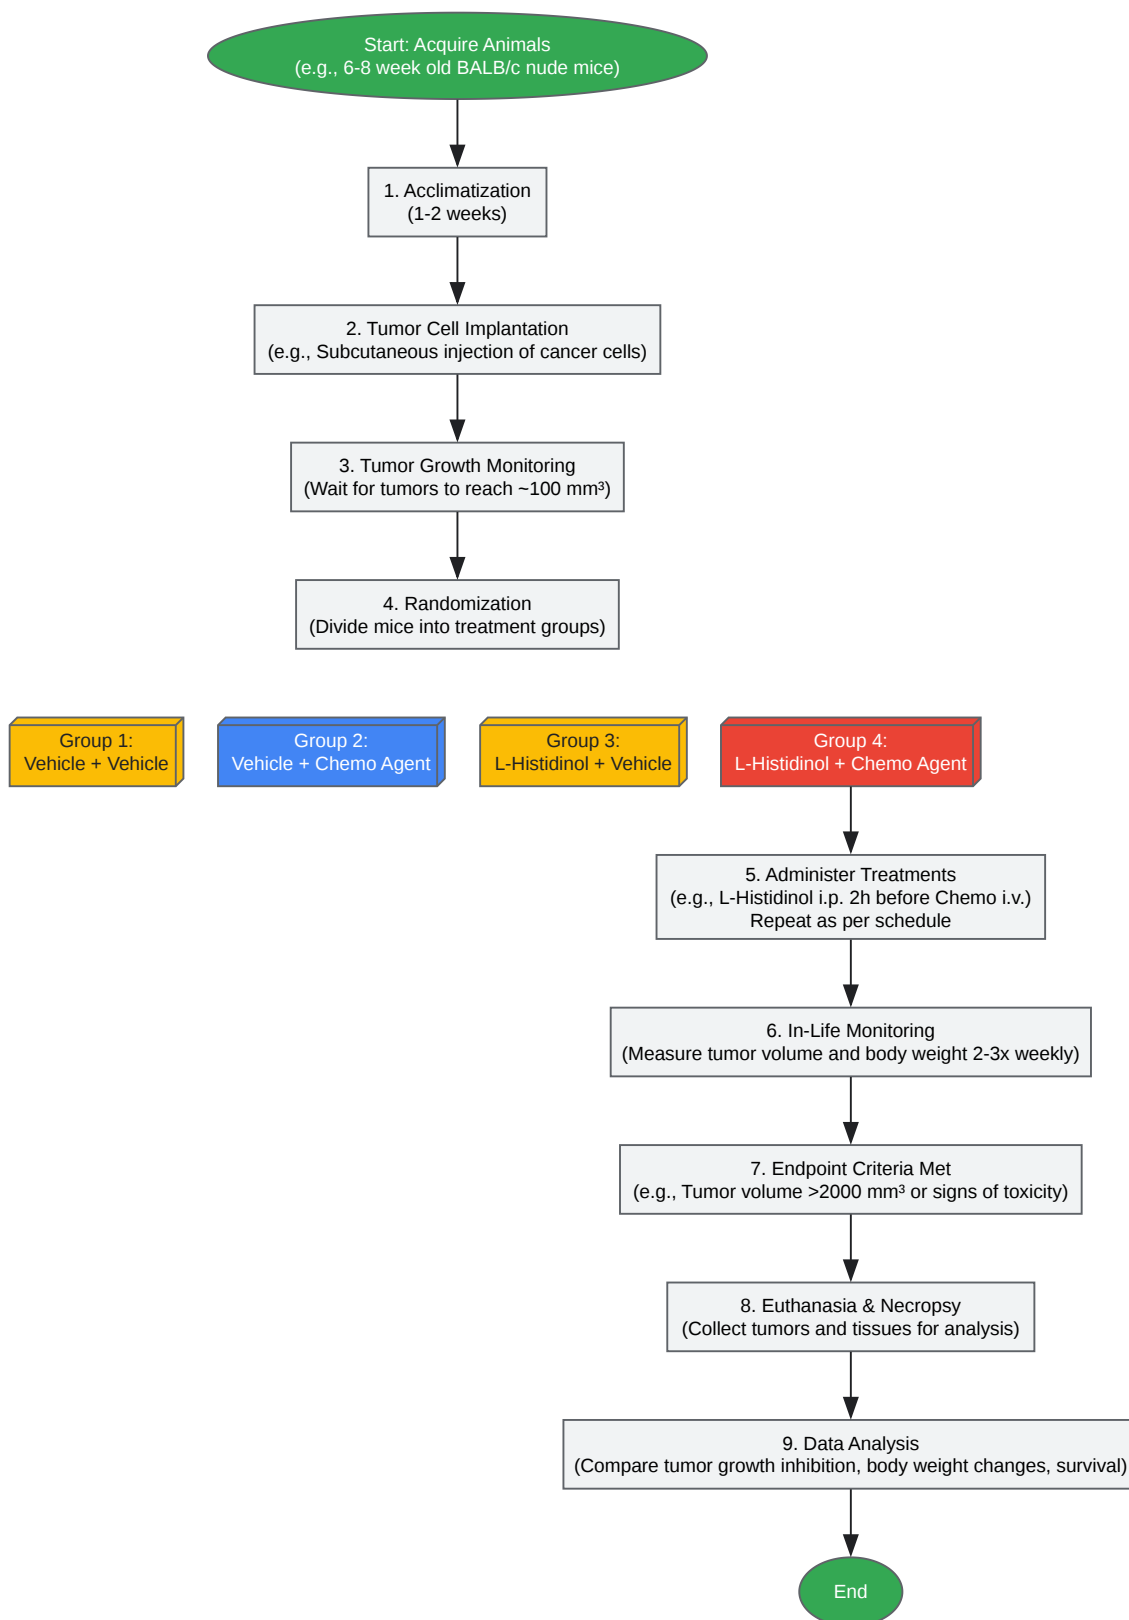 Start: Acquire Animals
(e.g., 6-8 week old BALB/c nude mice)
1. Acclimatization
(1-2 weeks)
2. Tumor Cell Implantation
(e.g., Subcutaneous injection of cancer cells)
3. Tumor Growth Monitoring
(Wait for tumors to reach ~100 mm³)
4. Randomization
(Divide mice into treatment groups)
Group 1:
Vehicle + Vehicle
Group 2:
Vehicle + Chemo Agent
Group 3:
L-Histidinol + Vehicle
Group 4:
L-Histidinol + Chemo Agent
5. Administer Treatments
(e.g., L-Histidinol i.p. 2h before Chemo i.v.)
Repeat as per schedule
6. In-Life Monitoring
(Measure tumor volume and body weight 2-3x weekly)
7. Endpoint Criteria Met
(e.g., Tumor volume >2000 mm³ or signs of toxicity)
8. Euthanasia & Necropsy
(Collect tumors and tissues for analysis)
9. Data Analysis
(Compare tumor growth inhibition, body weight changes, survival)
End